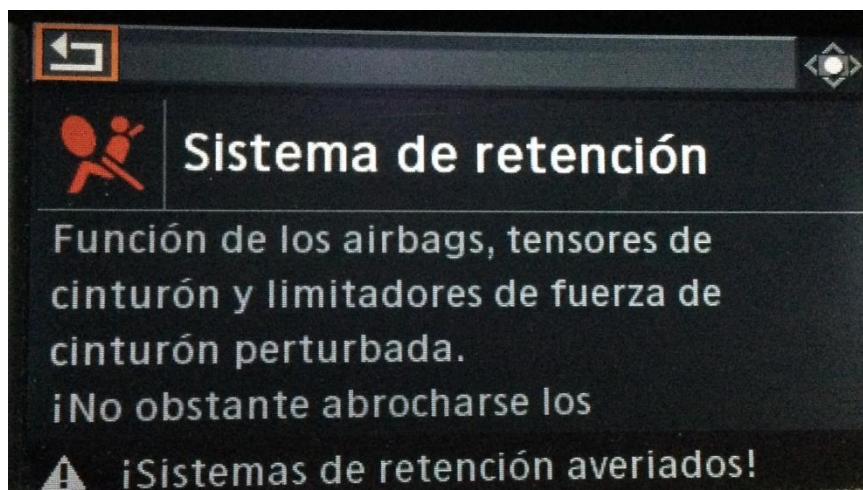 Sistema de retención
Función de los airbags, tensores de
cinturón y limitadores de fuerza de
cinturón perturbada.
¡No obstante abrocharse los
¡Sistemas de retención averiados!